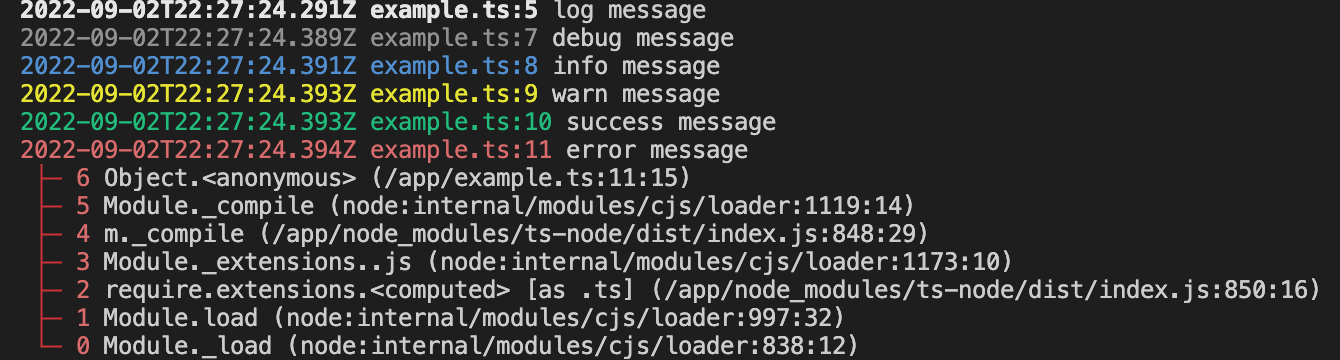 2022-09-02T22:27:24.291Z example.ts:5 log message
2022-09-02T22:27:24.389Z example.ts:7 debug message
2022-09-02T22:27:24.391Z example.ts:8 info message
2022-09-02T22:27:24.393Z example.ts:9 warn message
2022-09-02T22:27:24.393Z example.ts:10 success message
2022-09-02T22:27:24.394Z example.ts:11 error message
├─ 6 Object.<anonymous> (/app/example.ts:11:15)
├─ 5 Module._compile (node:internal/modules/cjs/loader:1119:14)
├─ 4 m._compile (/app/node_modules/ts-node/dist/index.js:848:29)
├─ 3 Module._extensions..js (node:internal/modules/cjs/loader:1173:10)
├─ 2 require.extensions.<computed> [as .ts] (/app/node_modules/ts-node/dist/index.js:850:16)
├─ 1 Module.load (node:internal/modules/cjs/loader:997:32)
└─ 0 Module._load (node:internal/modules/cjs/loader:838:12)